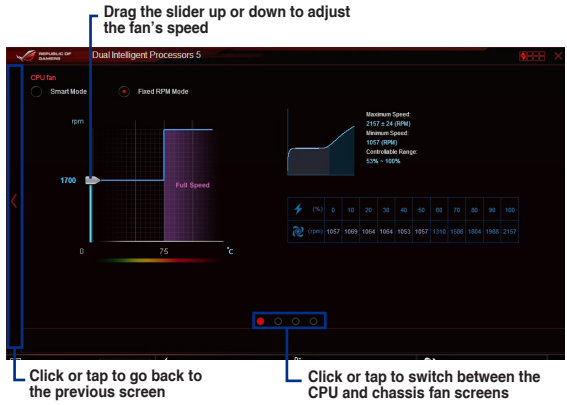 Drag the slider up or down to adjust
the fan's speed
REPUBLIC OF
GAMERS
Dual Intelligent Processors 5
CPU fan
Smart Mode
Fixed RPM Mode
rpm
Maximum Speed:
2157 ± 24 (RPM)
Minimum Speed:
1057 (RPM)
Controllable Range:
53% ~ 100%
1700
Full Speed
(%) 0 10 20 30 40 50 60 70 80 90 100
(rpm) 1057 1069 1064 1064 1053 1057 1310 1586 1804 1988 2157
0 75 °C
Click or tap to go back to
the previous screen
Click or tap to switch between the
CPU and chassis fan screens